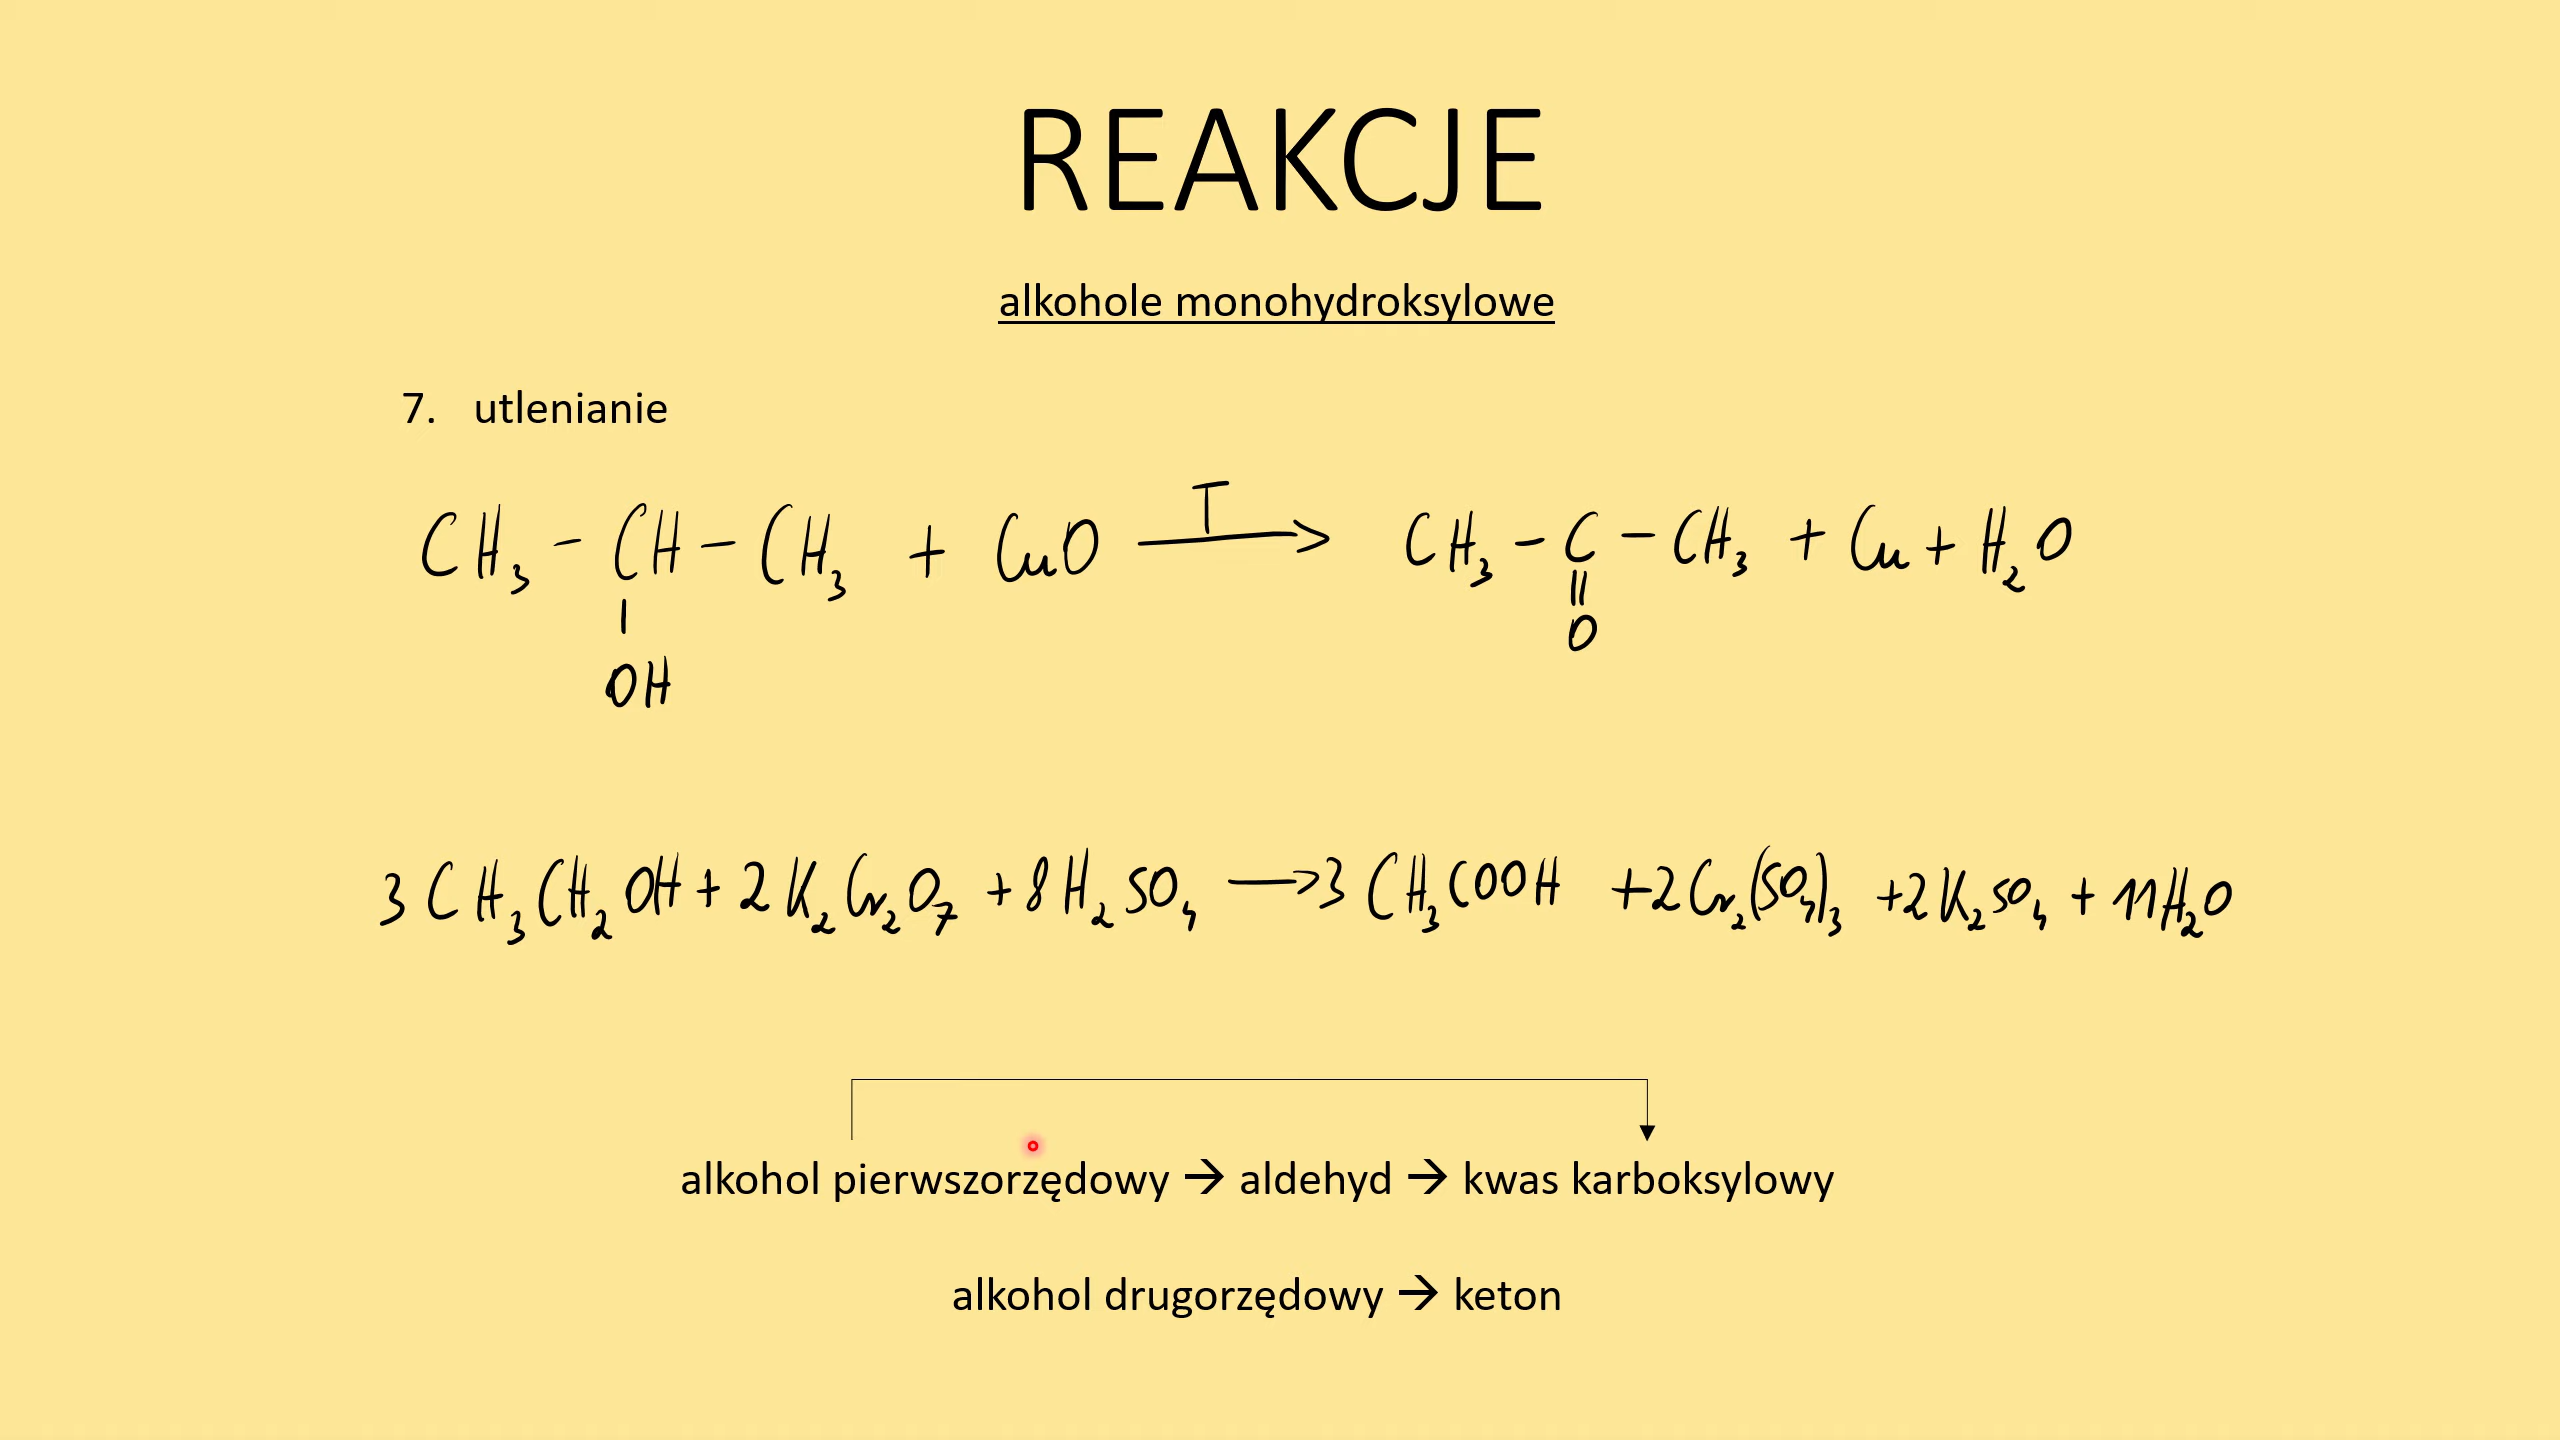 REAKCJE
alkohole monohydroksylowe
7. utlenianie
T
CH₃ – CH – CH₃ + CuO → CH₃ – C – CH₃ + Cu + H₂O
| ||
OH O
3 CH₃CH₂OH + 2 K₂Cr₂O₇ + 8 H₂SO₄ → 3 CH₃COOH + 2 Cr₂(SO₄)₃ + 2 K₂SO₄ + 11 H₂O
alkohol pierwszorzędowy → aldehyd → kwas karboksylowy
alkohol drugorzędowy → keton